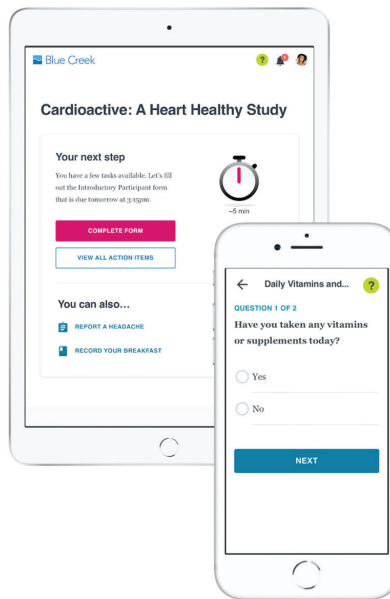 Blue Creek
?
Cardioactive: A Heart Healthy Study
Your next step
You have a few tasks available. Let's fill
out the Introductory Participant form
that is due tomorrow at 3:15pm.
~5 min
COMPLETE FORM
VIEW ALL ACTION ITEMS
You can also...
REPORT A HEADACHE
RECORD YOUR BREAKFAST
Daily Vitamins and...
?
QUESTION 1 OF 2
Have you taken any vitamins
or supplements today?
Yes
No
NEXT